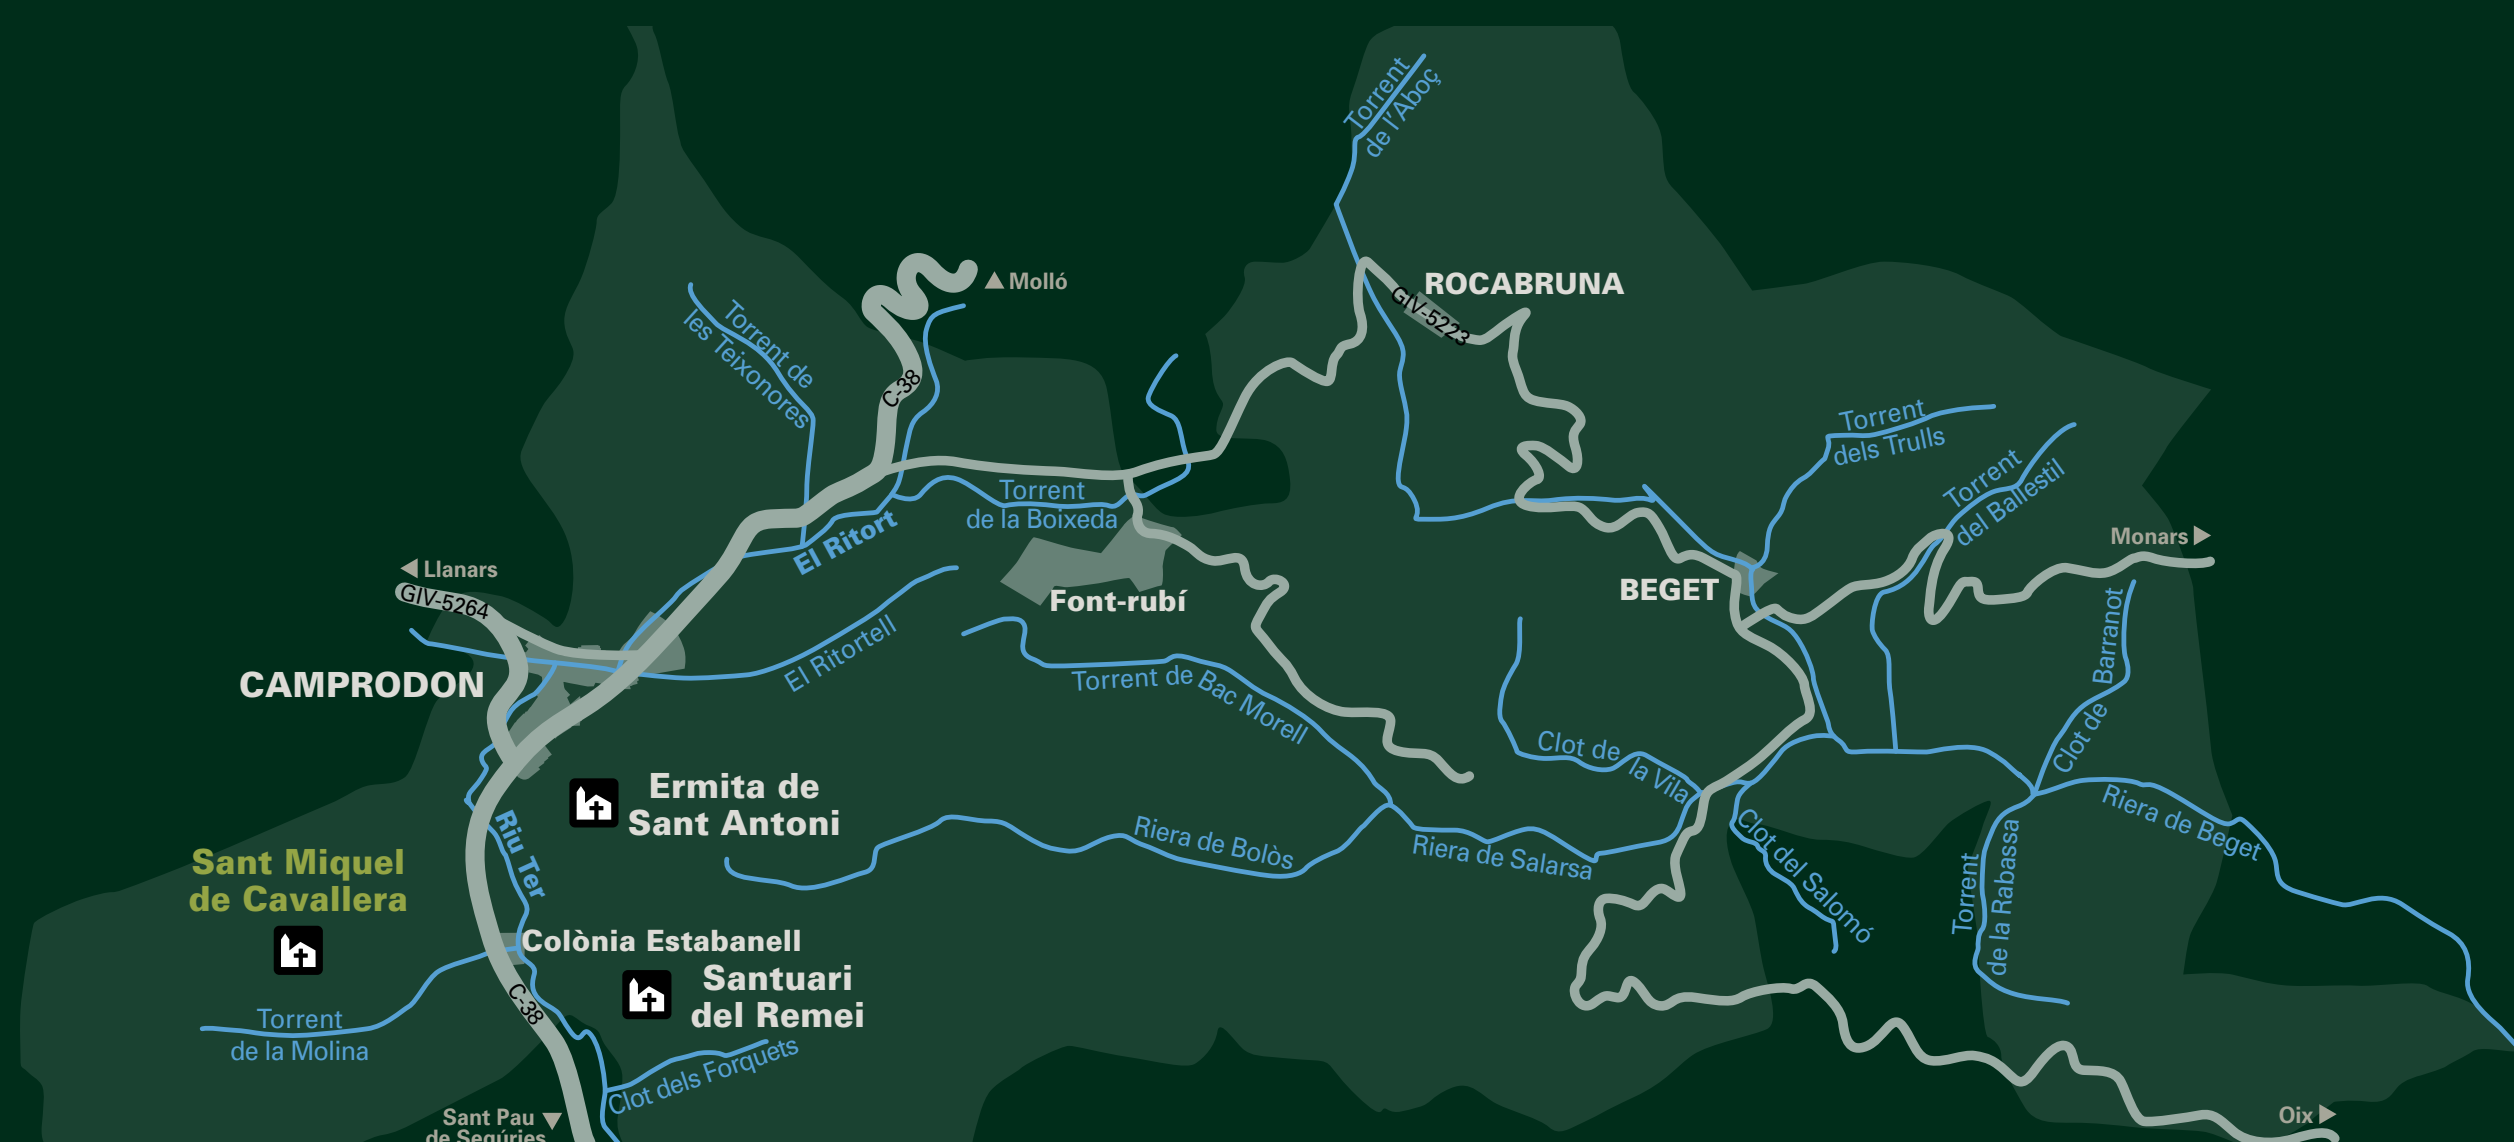 Torrent
de l'Aboç
Molló
ROCABRUNA
GIV-5223
Torrent de
les Teixonores
C-38
Torrent
dels Trulls
Torrent
del Ballestil
Torrent
de la Boixeda
El Ritort
Monars
Llanars
GIV-5264
BEGET
Font-rubí
El Ritortell
CAMPRODON
Torrent de Bac Morell
Clot de Barranot
Clot de la Vila
Ermita de
Sant Antoni
Riera de Beget
Riu Ter
Riera de Bolòs
Riera de Salarsa
Clot del Salomó
Torrent
de la Rabassa
Sant Miquel
de Cavallera
Colònia Estabanell
Santuari
del Remei
C-38
Torrent
de la Molina
Clot dels Forquets
Sant Pau
de Segúries
Oix